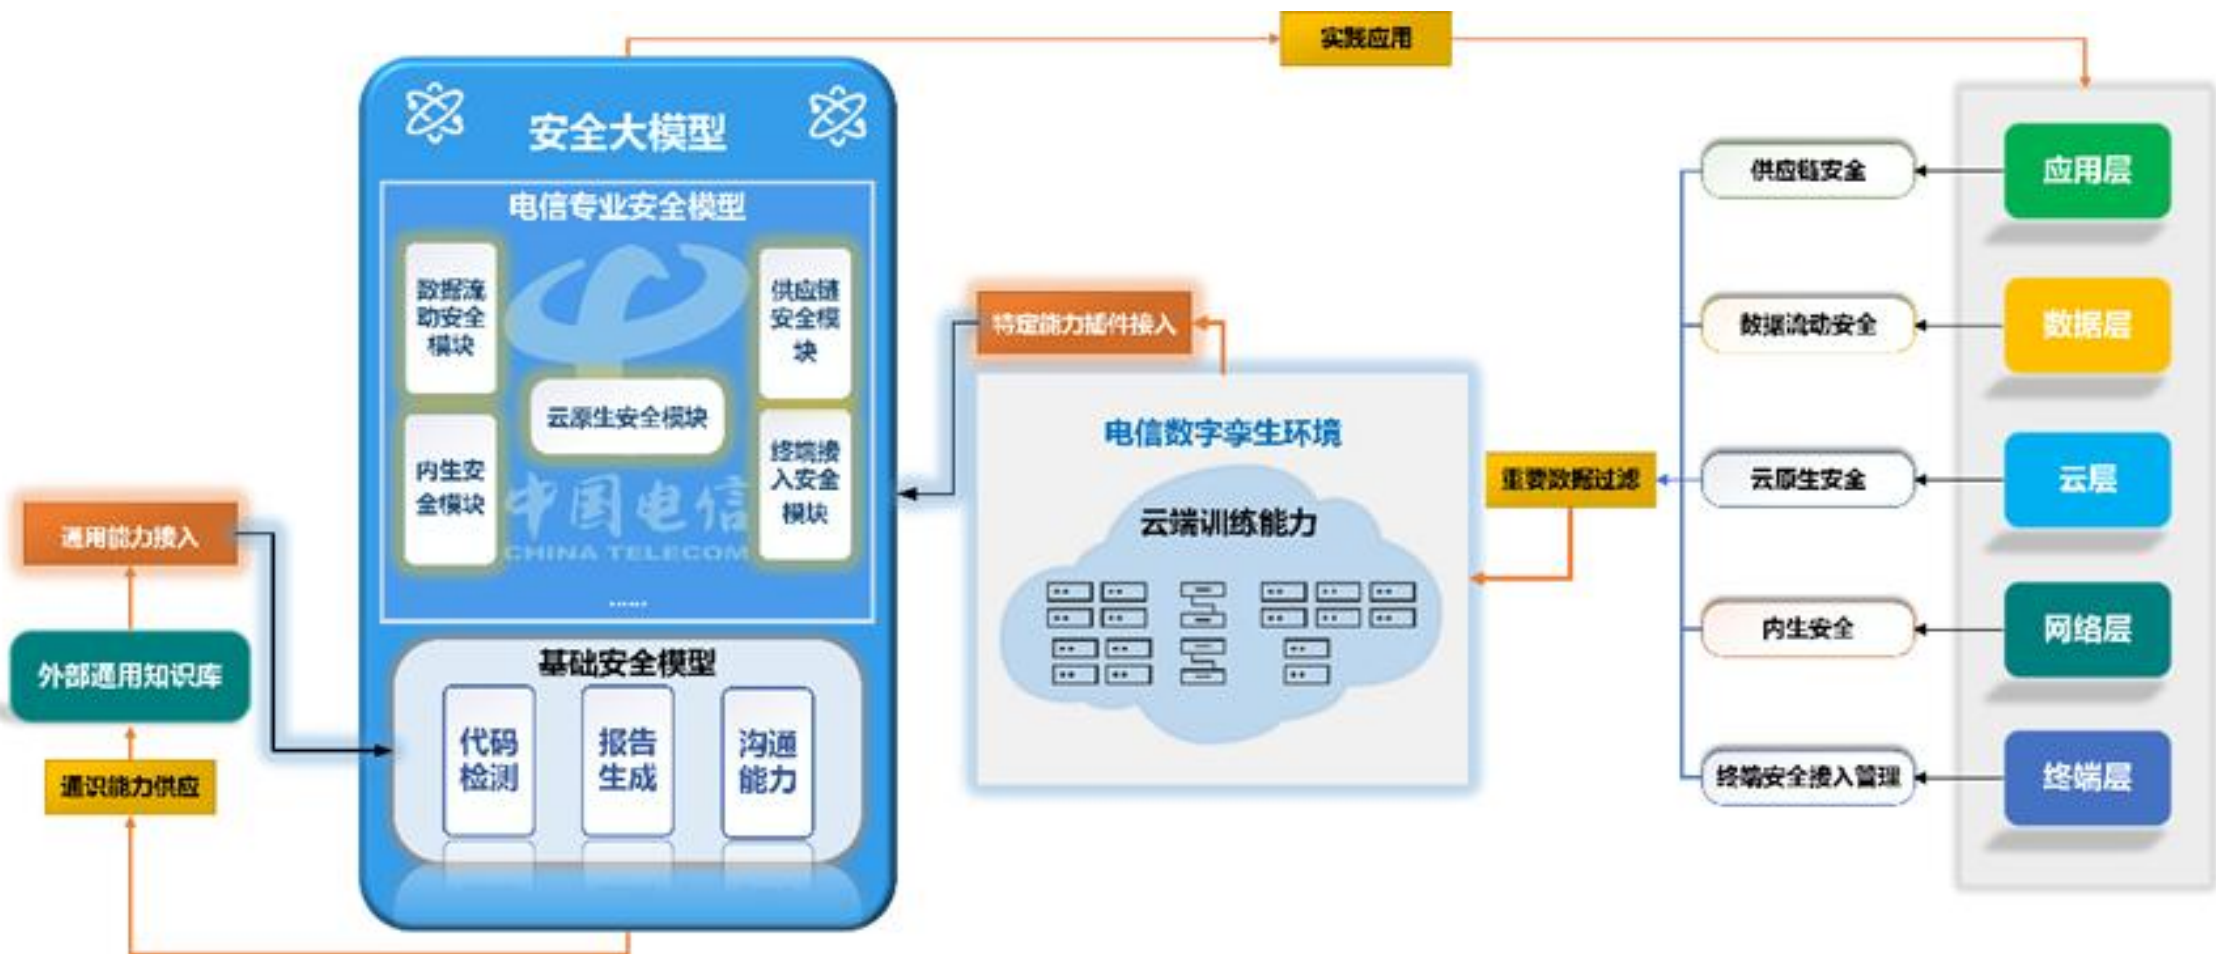 实践应用
安全大模型
电信专业安全模型
数据流
动安全
模块
供应链
安全模
块
云原生安全模块
内生安
全模块
终端接
入安全
模块
中国电信
CHINA TELECOM
......
基础安全模型
代码
检测
报告
生成
沟通
能力
通用能力接入
外部通用知识库
通识能力供应
特定能力插件接入
电信数字孪生环境
云端训练能力
重要数据过滤
供应链安全
数据流动安全
云原生安全
内生安全
终端安全接入管理
应用层
数据层
云层
网络层
终端层